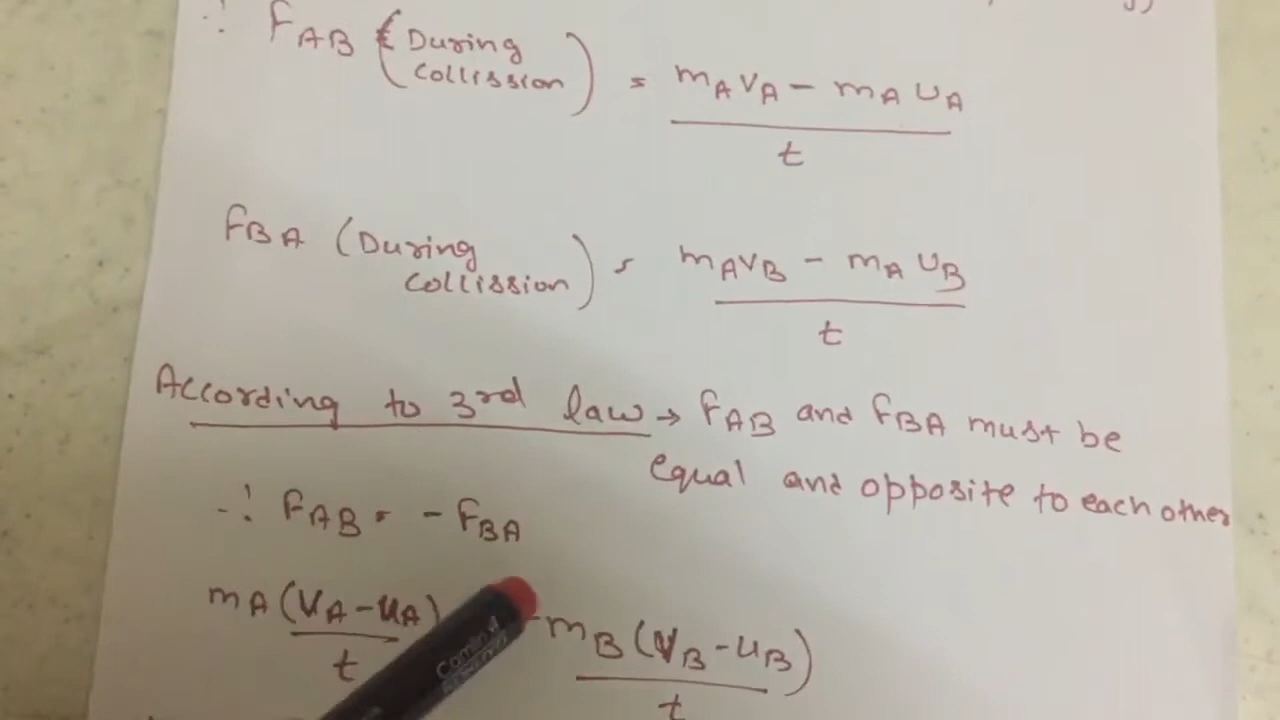 ∴ FAB (During
Collission) = mAVA - mAUA
t
FBA (During
Collission) = mAVB - mAUB
t
According to 3rd law → FAB and FBA must be
equal and opposite to each other
∴ FAB = - FBA
mA(VA-UA) -mB(VB-UB)
t t
Camlin